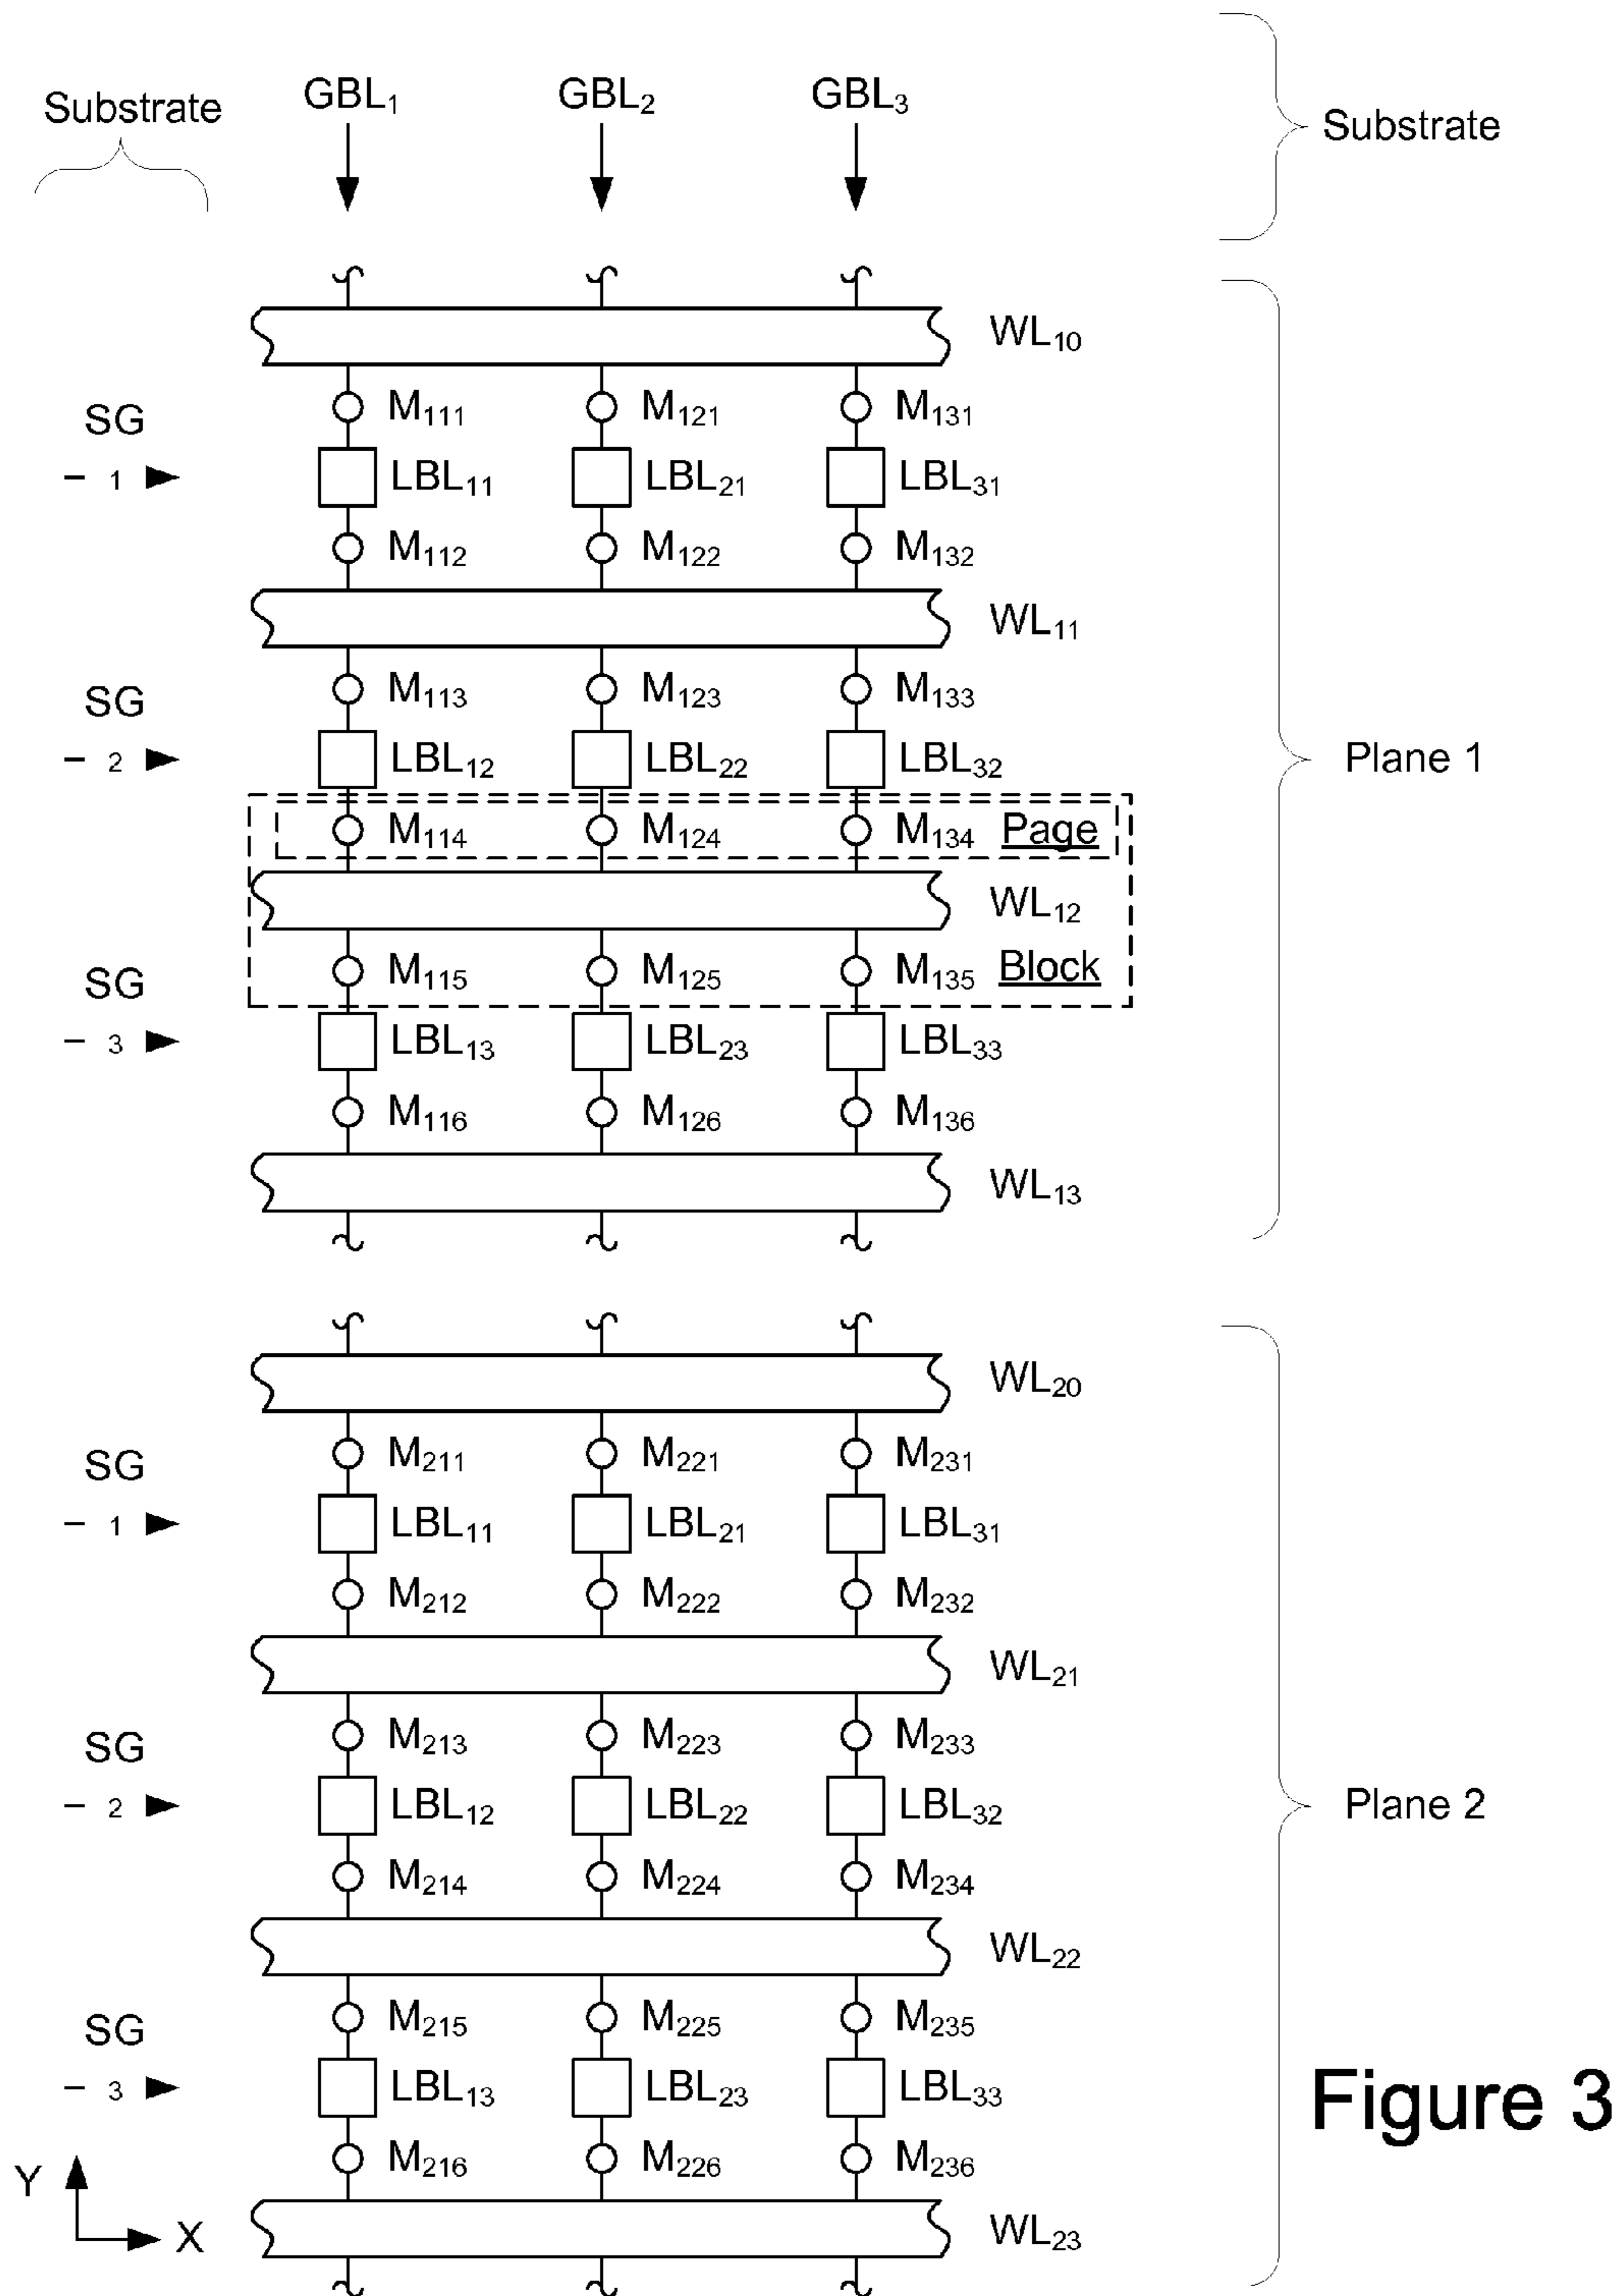 Substrate GBL₁ GBL₂ GBL₃ Substrate
WL₁₀
SG M₁₁₁ M₁₂₁ M₁₃₁
1 LBL₁₁ LBL₂₁ LBL₃₁
M₁₁₂ M₁₂₂ M₁₃₂
WL₁₁
SG M₁₁₃ M₁₂₃ M₁₃₃
2 LBL₁₂ LBL₂₂ LBL₃₂ Plane 1
M₁₁₄ M₁₂₄ M₁₃₄ Page
WL₁₂
SG M₁₁₅ M₁₂₅ M₁₃₅ Block
3 LBL₁₃ LBL₂₃ LBL₃₃
M₁₁₆ M₁₂₆ M₁₃₆
WL₁₃
WL₂₀
SG M₂₁₁ M₂₂₁ M₂₃₁
1 LBL₁₁ LBL₂₁ LBL₃₁
M₂₁₂ M₂₂₂ M₂₃₂
WL₂₁
SG M₂₁₃ M₂₂₃ M₂₃₃
2 LBL₁₂ LBL₂₂ LBL₃₂ Plane 2
M₂₁₄ M₂₂₄ M₂₃₄
WL₂₂
SG M₂₁₅ M₂₂₅ M₂₃₅
3 LBL₁₃ LBL₂₃ LBL₃₃ Figure 3
Y M₂₁₆ M₂₂₆ M₂₃₆
X WL₂₃